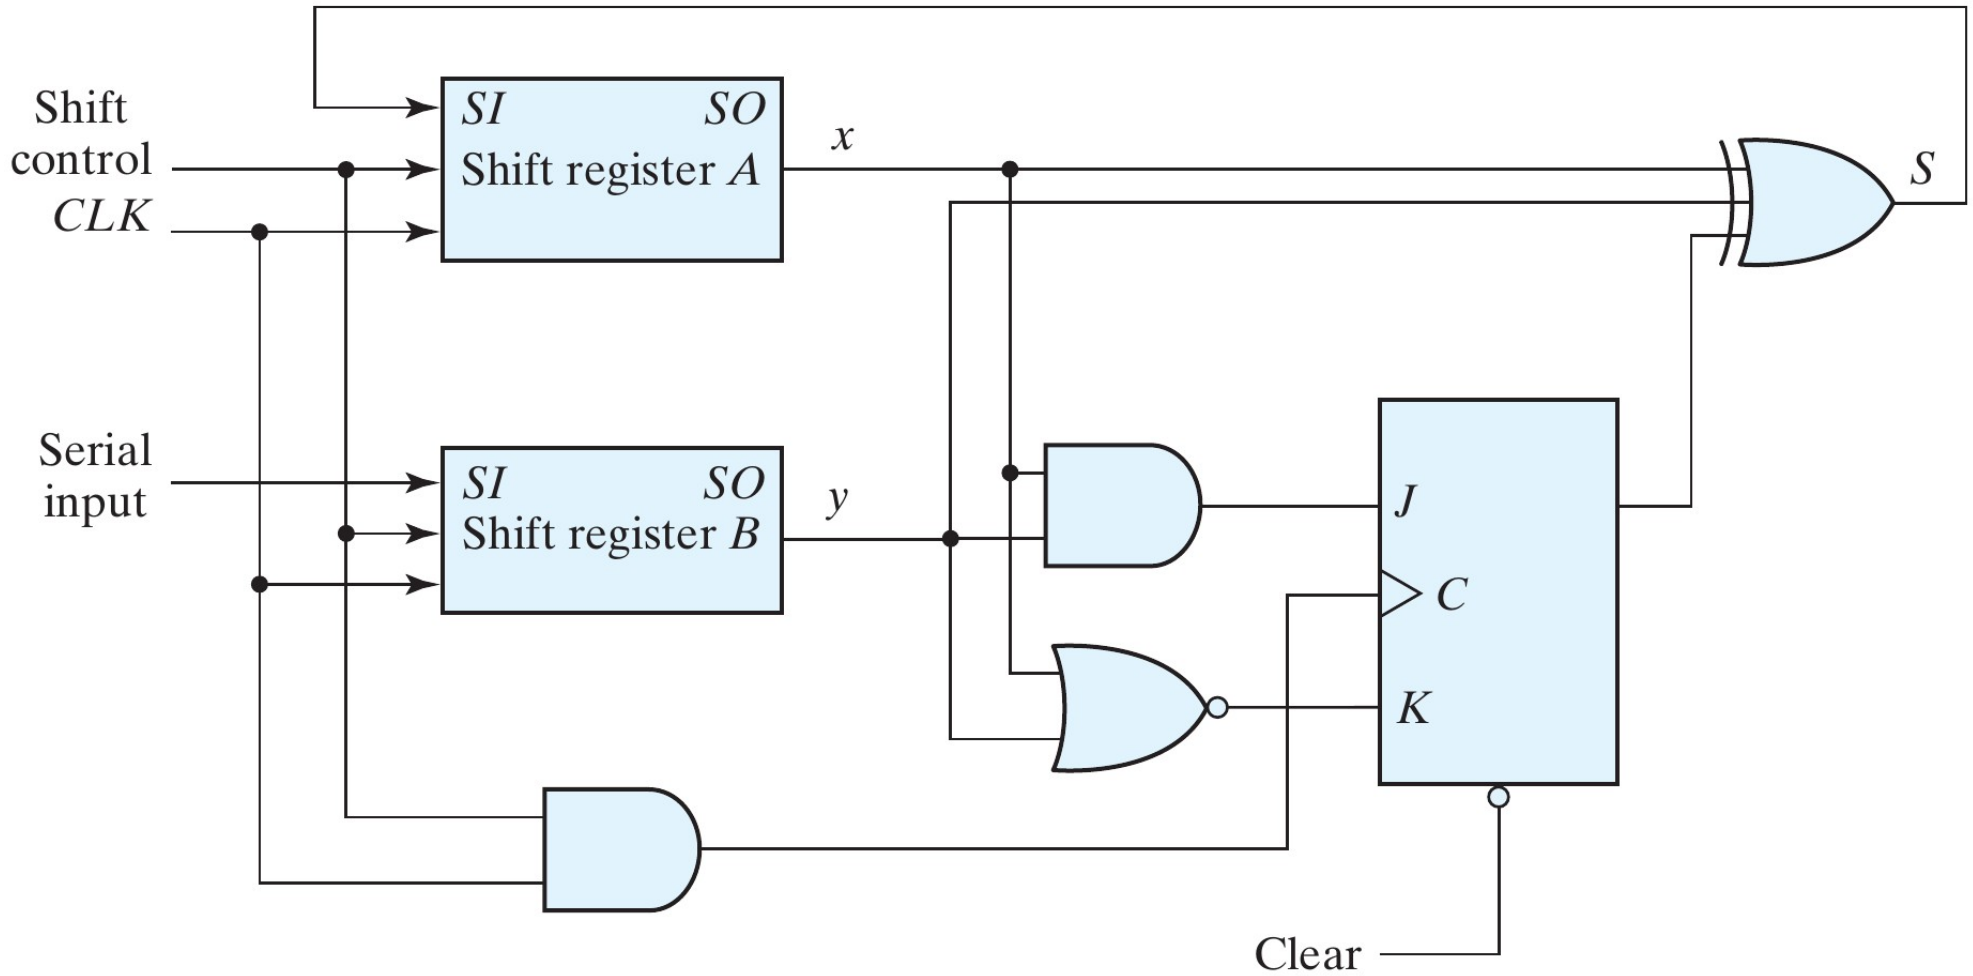 Shift
control
CLK
SI SO
Shift register A
x
S
Serial
input
SI SO
Shift register B
y
J
C
K
Clear